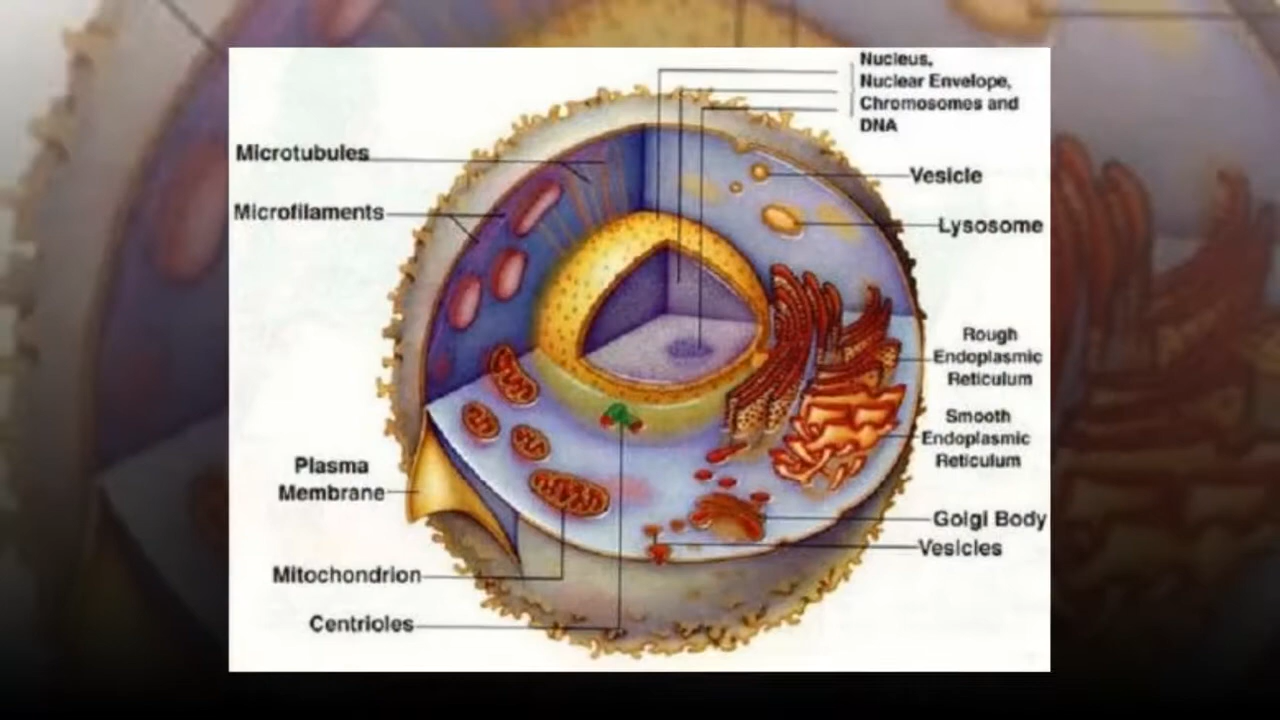 Nucleus,
Nuclear Envelope,
Chromosomes and
DNA
Microtubules
Vesicle
Microfilaments
Lysosome
Rough
Endoplasmic
Reticulum
Smooth
Endoplasmic
Reticulum
Plasma
Membrane
Golgi Body
Vesicles
Mitochondrion
Centrioles